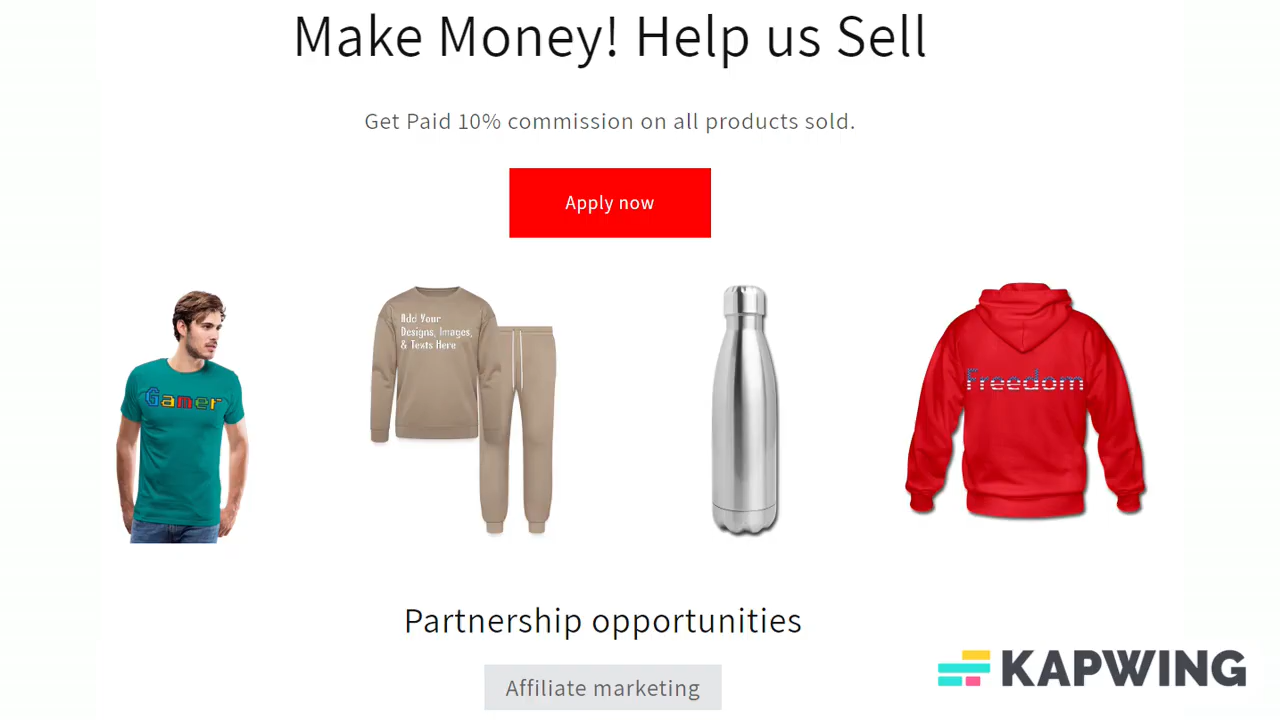 Make Money! Help us Sell
Get Paid 10% commission on all products sold.
Apply now
Gamer
Add Your
Designs, Images,
& Texts Here
Freedom
Partnership opportunities
KAPWING
Affiliate marketing